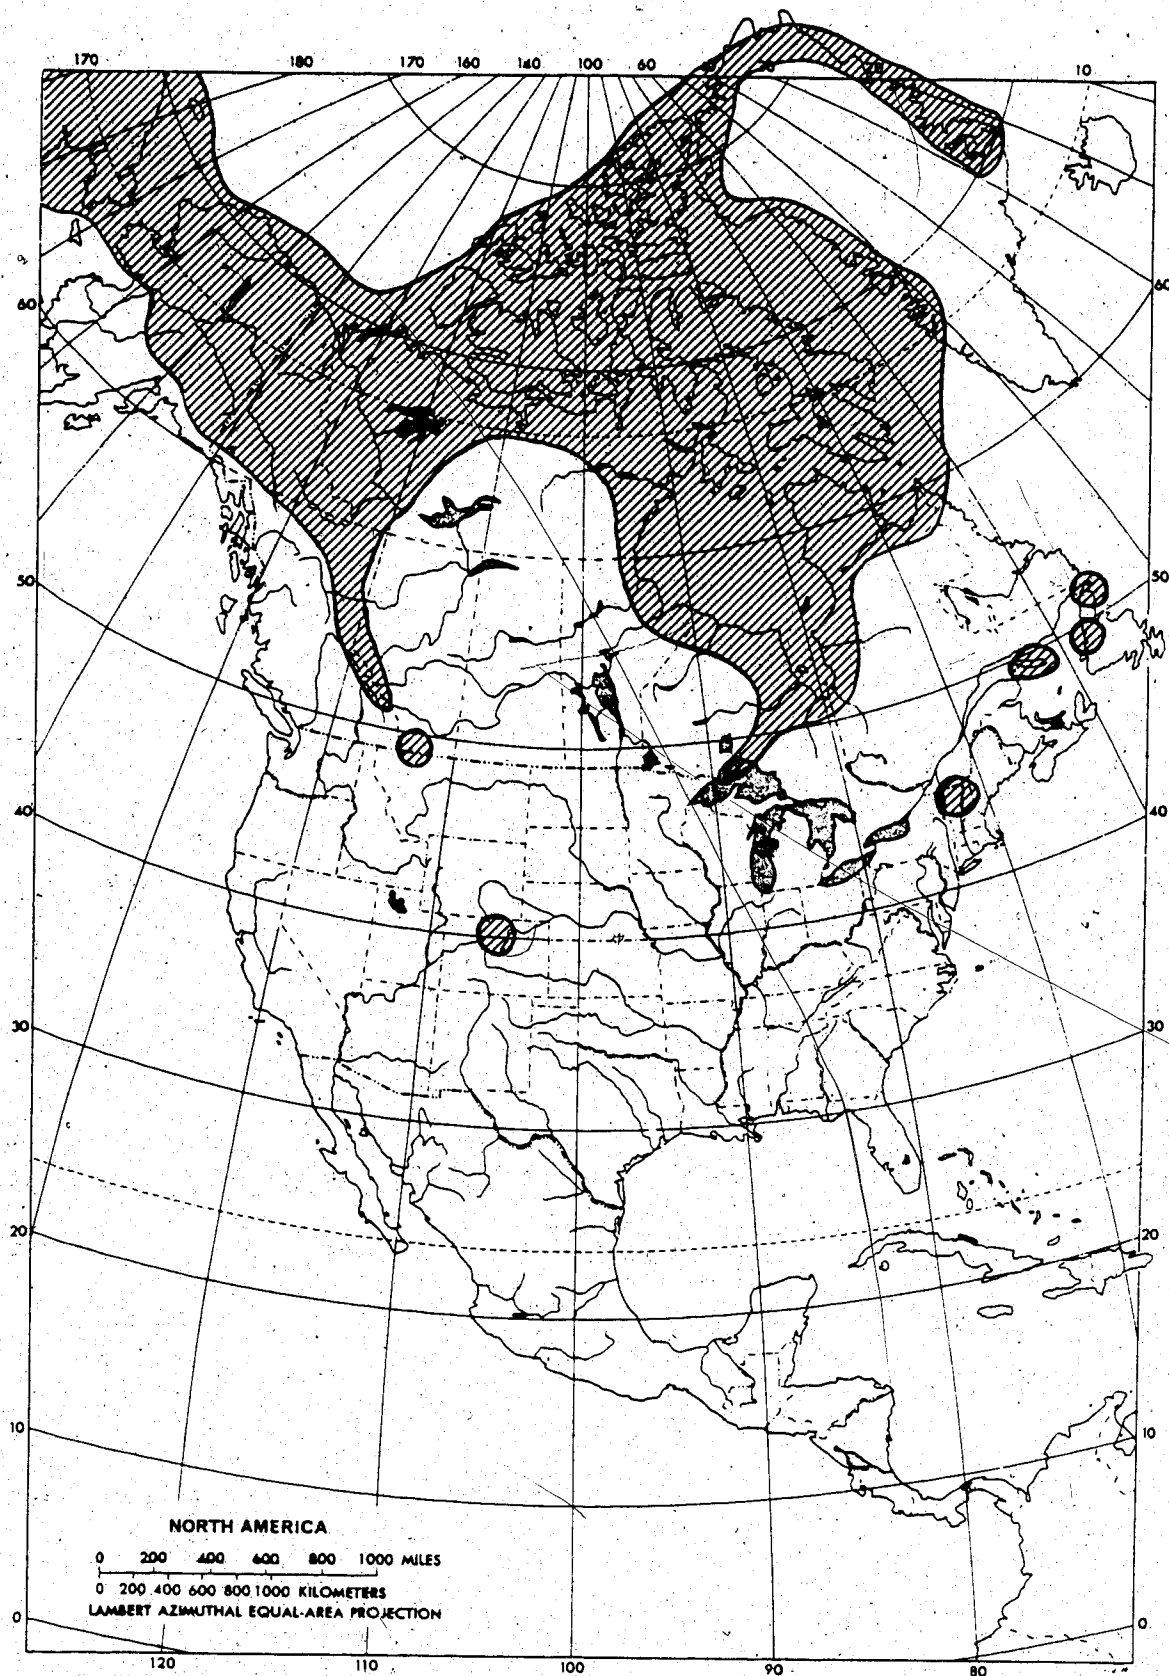 170 180 170 160 140 100 60 10
60 60
50 50
40 40
30 30
20 20
10 10
NORTH AMERICA
0 200 400 600 800 1000 MILES
0 200 400 600 800 1000 KILOMETERS
LAMBERT AZIMUTHAL EQUAL-AREA PROJECTION
0 0
120 110 100 90 80